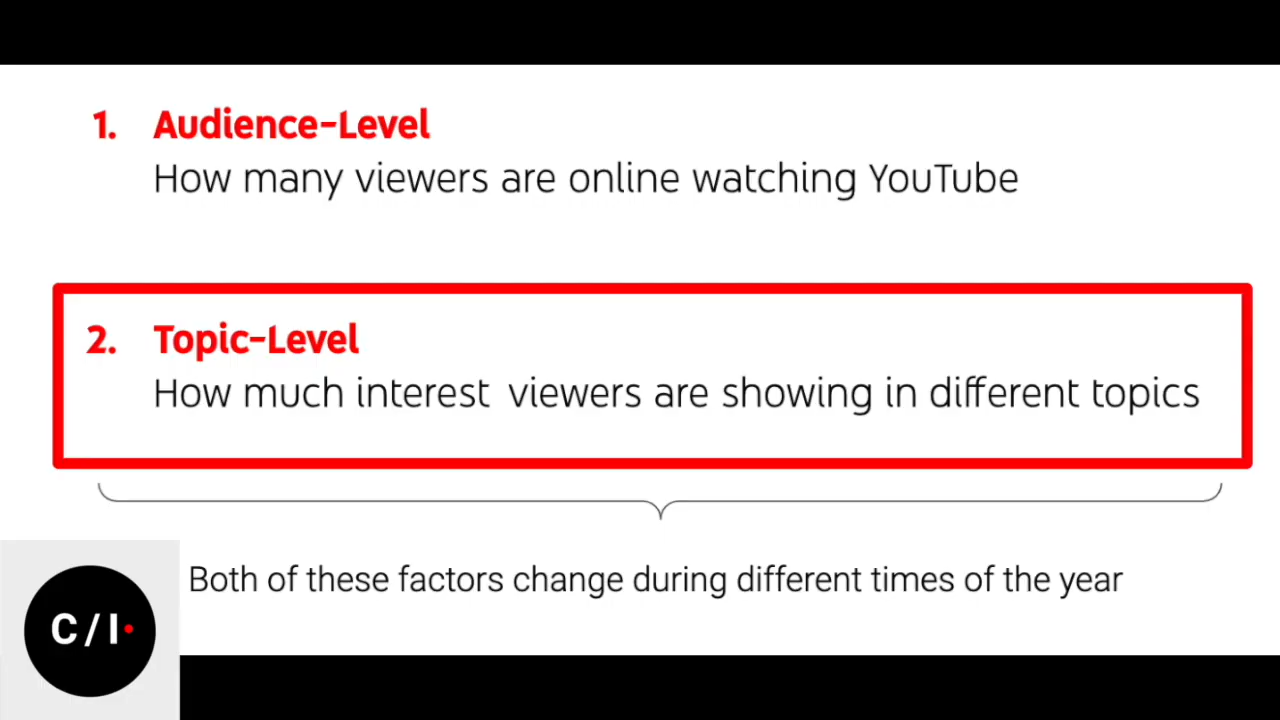 1. Audience-Level
How many viewers are online watching YouTube
2. Topic-Level
How much interest viewers are showing in different topics
Both of these factors change during different times of the year
C/I